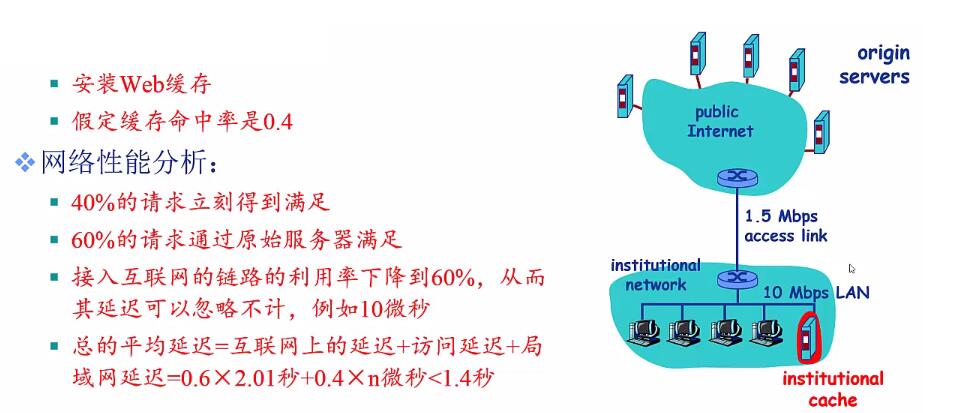 安装Web缓存
假定缓存命中率是0.4
网络性能分析：
40%的请求立刻得到满足
60%的请求通过原始服务器满足
接入互联网的链路的利用率下降到60%，从而
其延迟可以忽略不计，例如10微秒
总的平均延迟=互联网上的延迟+访问延迟+局
域网延迟=0.6×2.01秒+0.4×n微秒<1.4秒
origin
servers
public
Internet
1.5 Mbps
access link
institutional
network
10 Mbps LAN
institutional
cache